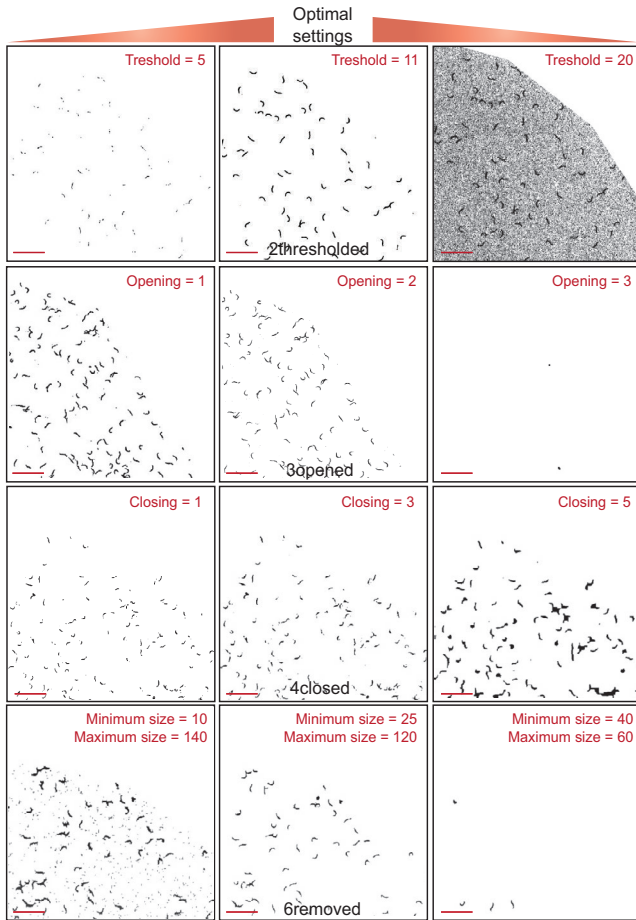 Optimal
settings
Treshold = 5
Treshold = 11
Treshold = 20
2thresholded
Opening = 1
Opening = 2
Opening = 3
3opened
Closing = 1
Closing = 3
Closing = 5
4closed
Minimum size = 10
Maximum size = 140
Minimum size = 25
Maximum size = 120
Minimum size = 40
Maximum size = 60
6removed